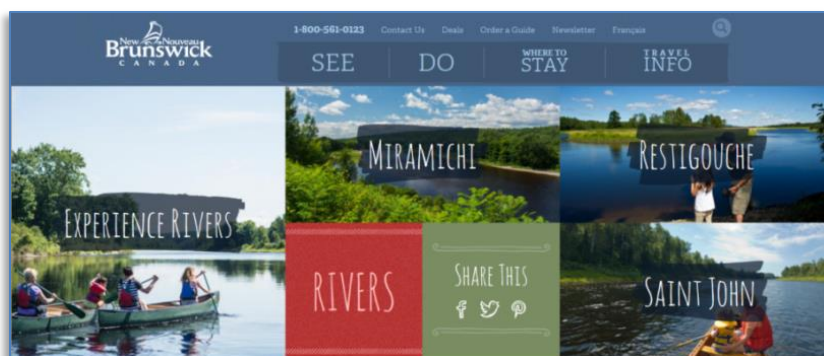 New Nouveau
Brunswick
CANADA
1-800-561-0123 Contact Us Deals Order a Guide Newsletter Français
SEE DO WHERE TO STAY TRAVEL INFO
EXPERIENCE RIVERS
MIRAMICHI
RESTIGOUCHE
RIVERS
SHARE THIS
SAINT JOHN